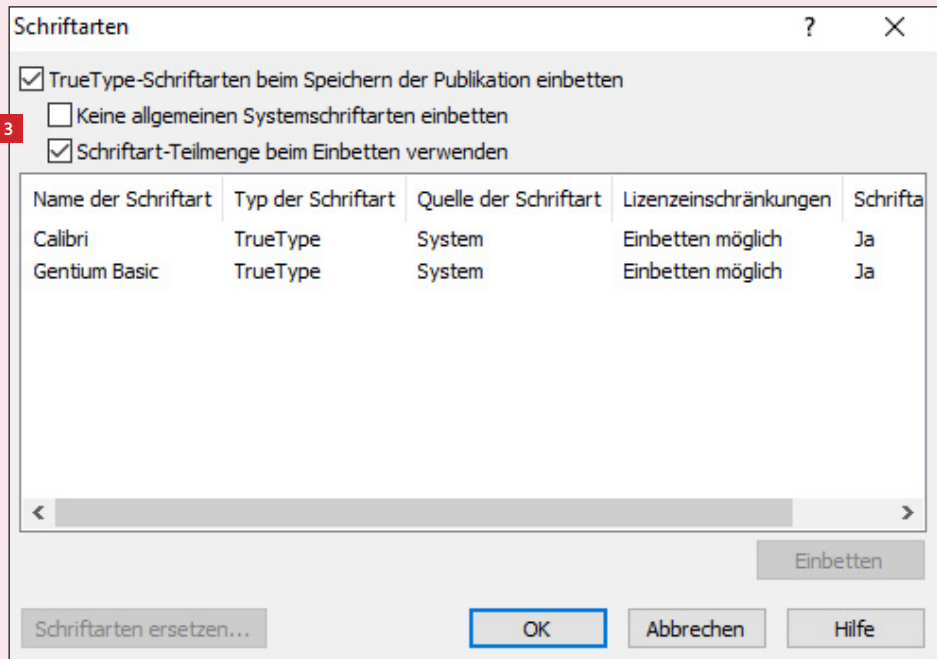 Schriftarten ? ×
TrueType-Schriftarten beim Speichern der Publikation einbetten
Keine allgemeinen Systemschriftarten einbetten
3
Schriftart-Teilmenge beim Einbetten verwenden
Name der Schriftart Typ der Schriftart Quelle der Schriftart Lizenzeinschränkungen Schrifta
Calibri TrueType System Einbetten möglich Ja
Gentium Basic TrueType System Einbetten möglich Ja
Einbetten
Schriftarten ersetzen... OK Abbrechen Hilfe